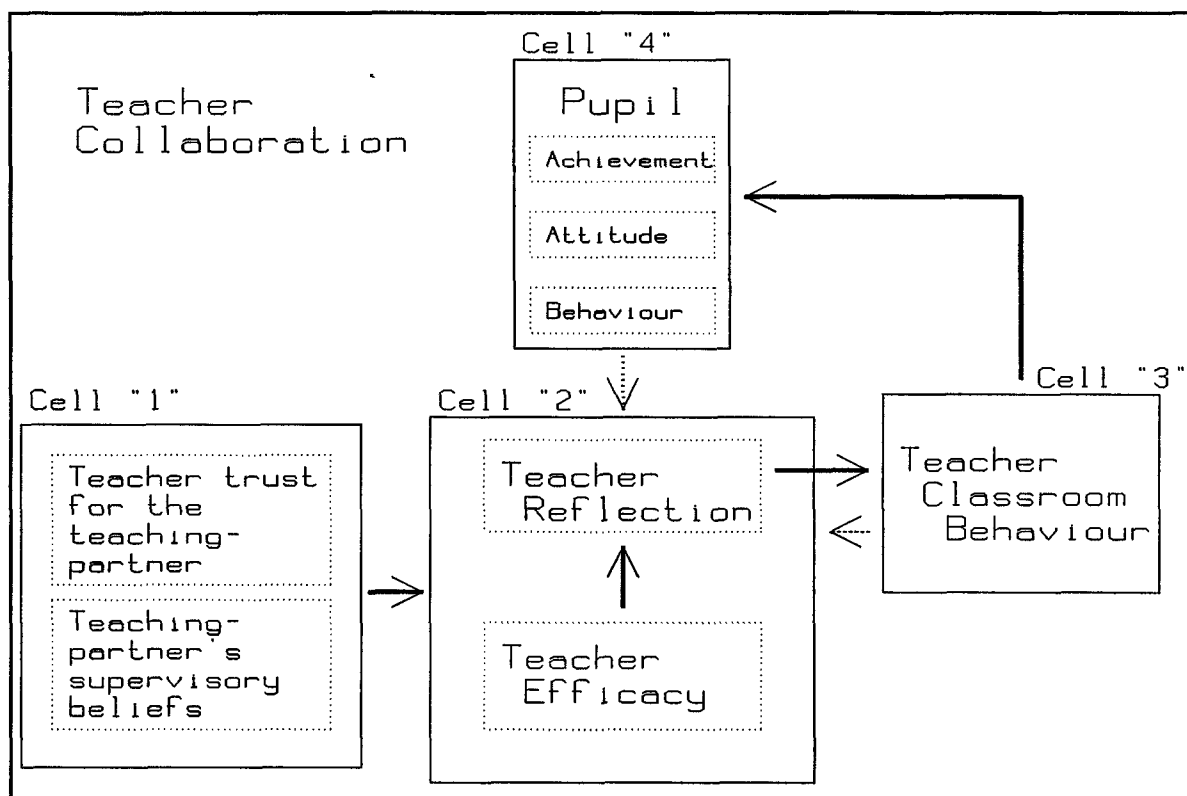 Teacher
Collaboration
Cell "4"
Pupil
Achievement
Attitude
Behaviour
Cell "1"
Teacher trust
for the
teaching-
partner
Teaching-
partner's
supervisory
beliefs
Cell "2"
Teacher
Reflection
Teacher
Efficacy
Cell "3"
Teacher
Classroom
Behaviour